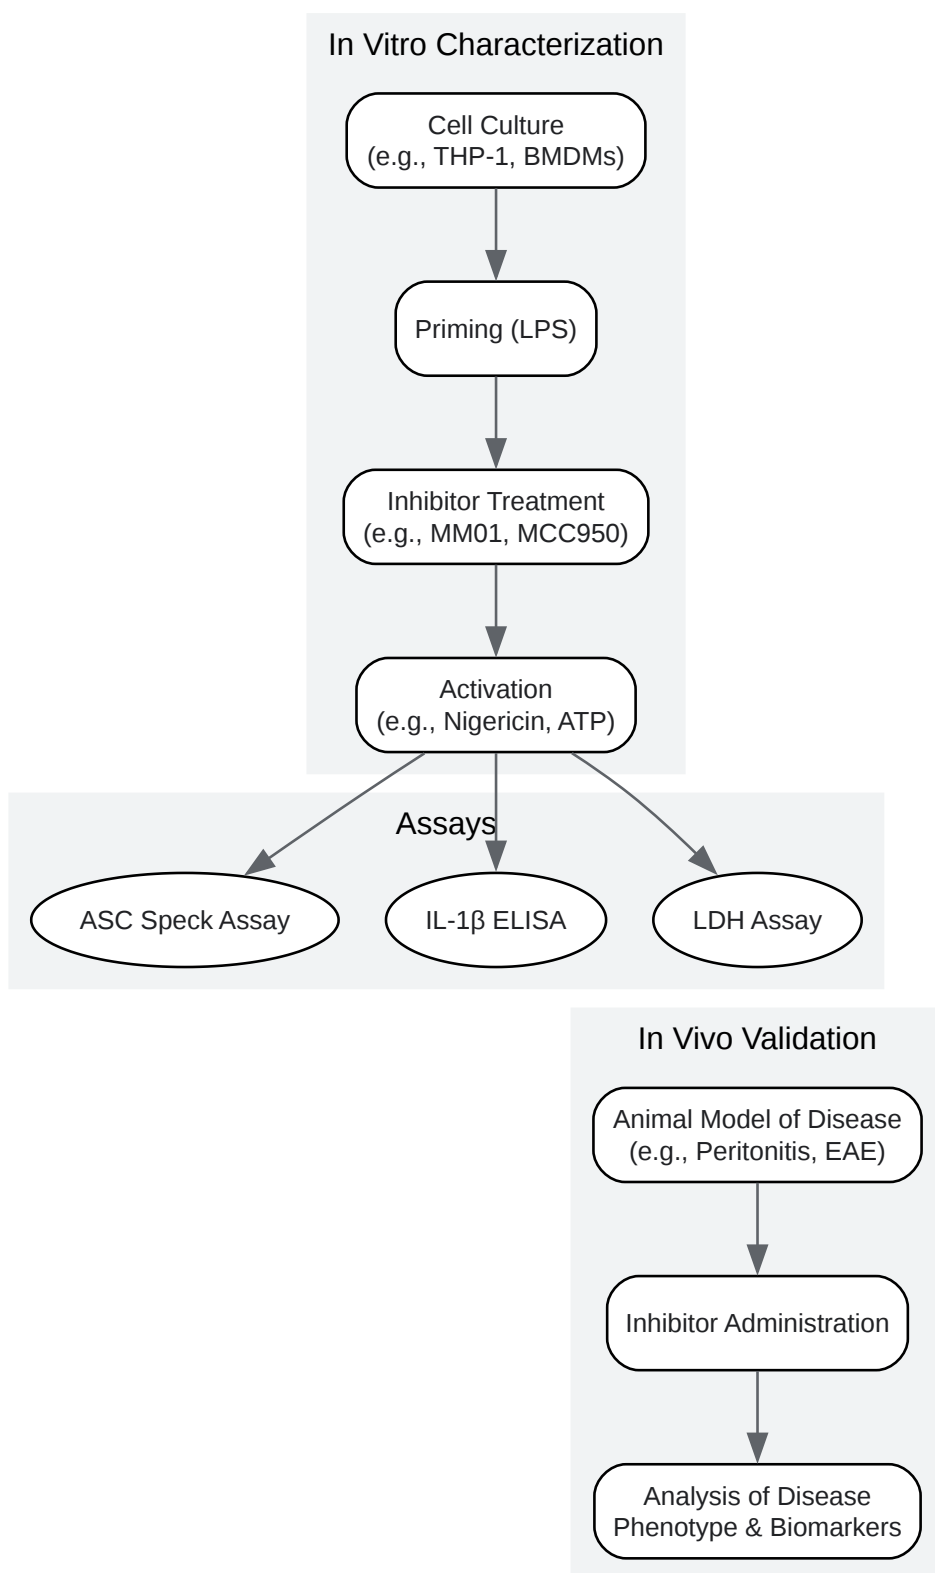 In Vitro Characterization
Cell Culture
(e.g., THP-1, BMDMs)
Priming (LPS)
Inhibitor Treatment
(e.g., MM01, MCC950)
Activation
(e.g., Nigericin, ATP)
Assays
ASC Speck Assay
IL-1β ELISA
LDH Assay
In Vivo Validation
Animal Model of Disease
(e.g., Peritonitis, EAE)
Inhibitor Administration
Analysis of Disease
Phenotype & Biomarkers